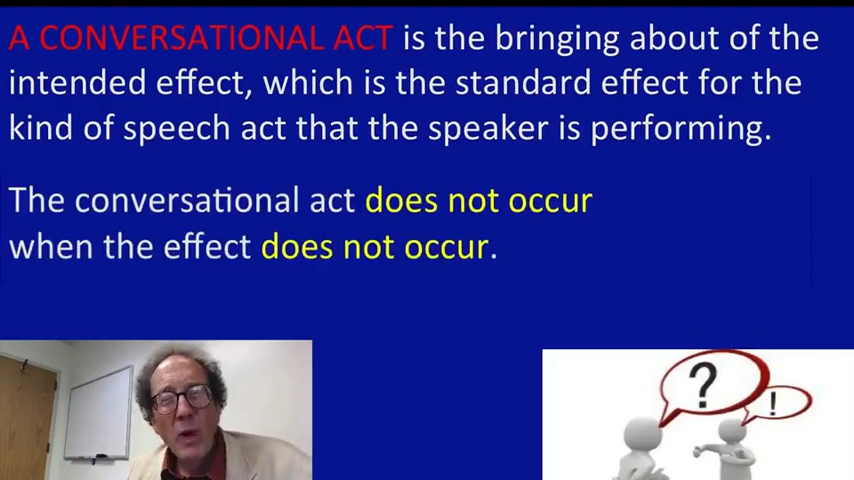 A CONVERSATIONAL ACT is the bringing about of the
intended effect, which is the standard effect for the
kind of speech act that the speaker is performing.
The conversational act does not occur
when the effect does not occur.
?
!